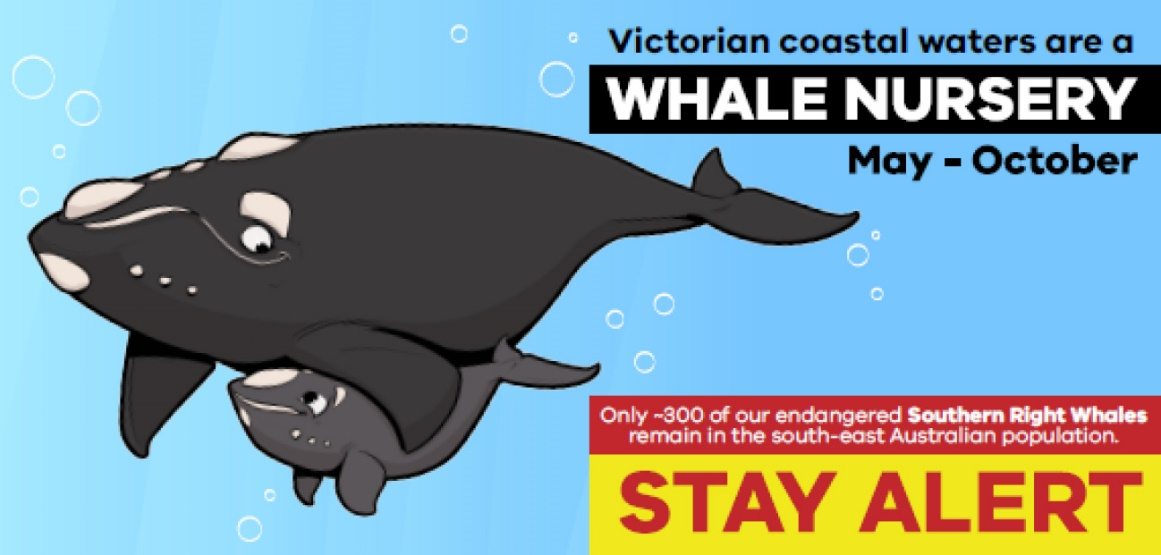 Victorian coastal waters are a
WHALE NURSERY
May - October
Only ~300 of our endangered Southern Right Whales
remain in the south-east Australian population.
STAY ALERT